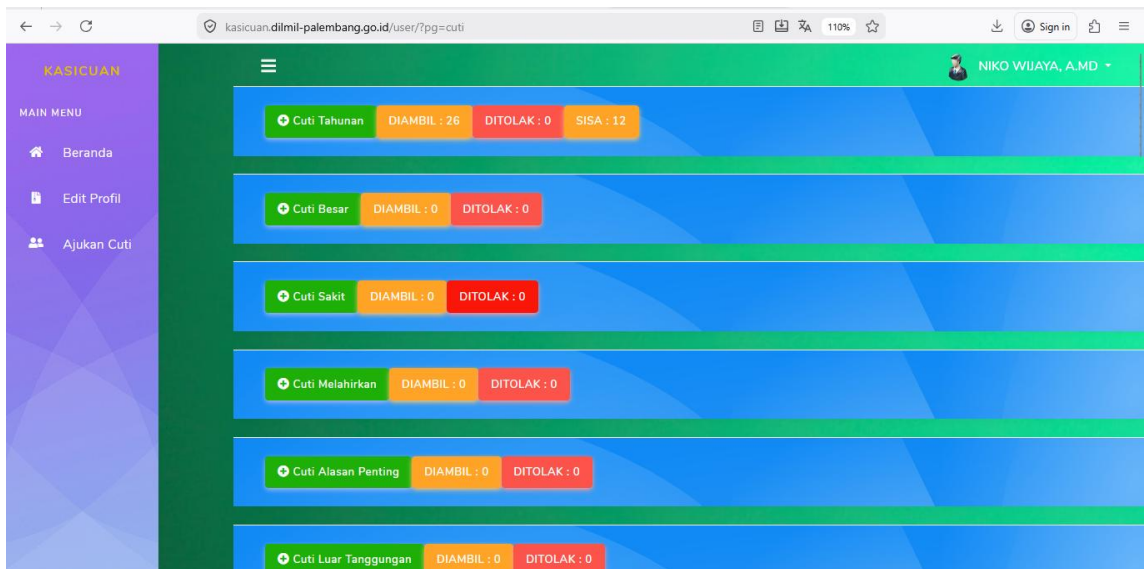 kasicuan.dilmil-palembang.go.id/user/?pg=cuti
110%
Sign in
KASICUAN
NIKO WIJAYA, A.MD
MAIN MENU
Beranda
Edit Profil
Ajukan Cuti
Cuti Tahunan DIAMBIL : 26 DITOLAK : 0 SISA : 12
Cuti Besar DIAMBIL : 0 DITOLAK : 0
Cuti Sakit DIAMBIL : 0 DITOLAK : 0
Cuti Melahirkan DIAMBIL : 0 DITOLAK : 0
Cuti Alasan Penting DIAMBIL : 0 DITOLAK : 0
Cuti Luar Tanggungan DIAMBIL : 0 DITOLAK : 0